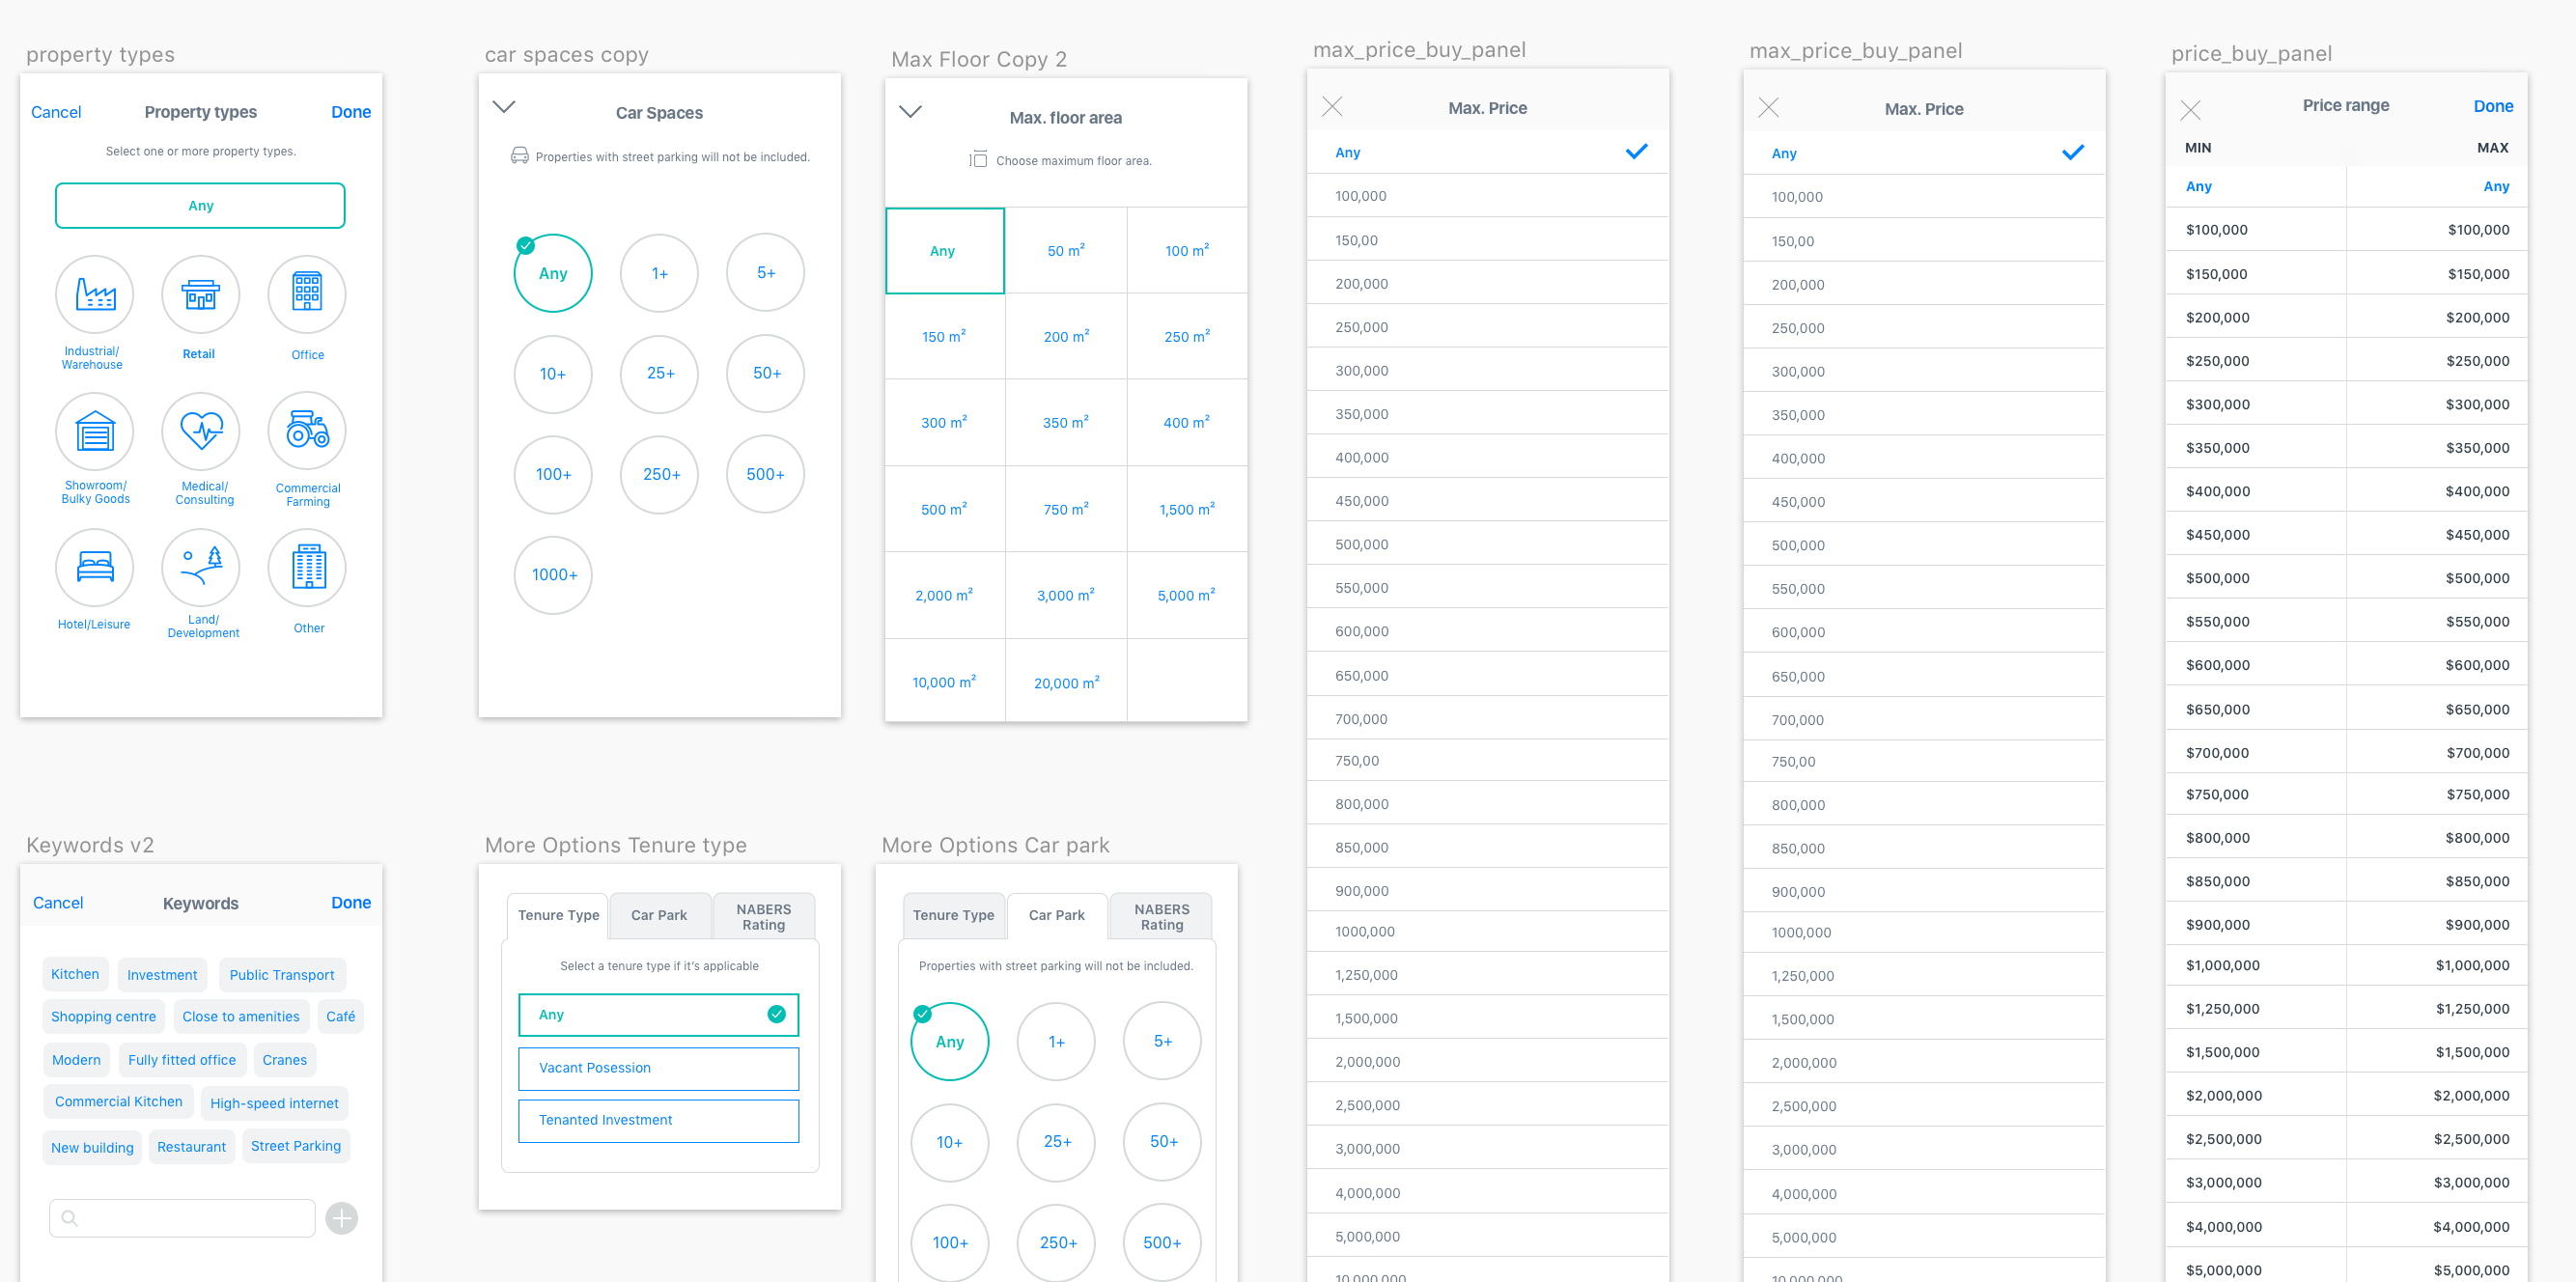 property types
Cancel
Property types
Done
Select one or more property types.
Any
Industrial/
Warehouse
Retail
Office
Showroom/
Bulky Goods
Medical/
Consulting
Commercial
Farming
Hotel/Leisure
Land/
Development
Other
car spaces copy
Car Spaces
Properties with street parking will not be included.
Any
1+
5+
10+
25+
50+
100+
250+
500+
1000+
Max Floor Copy 2
Max. floor area
Choose maximum floor area.
Any
50 m²
100 m²
150 m²
200 m²
250 m²
300 m²
350 m²
400 m²
500 m²
750 m²
1,500 m²
2,000 m²
3,000 m²
5,000 m²
10,000 m²
20,000 m²
Keywords v2
Cancel
Keywords
Done
Kitchen
Investment
Public Transport
Shopping centre
Close to amenities
Café
Modern
Fully fitted office
Cranes
Commercial Kitchen
High-speed internet
New building
Restaurant
Street Parking
More Options Tenure type
Tenure Type
Car Park
NABERS
Rating
Select a tenure type if it's applicable
Any
Vacant Posession
Tenanted Investment
More Options Car park
Tenure Type
Car Park
NABERS
Rating
Properties with street parking will not be included.
Any
1+
5+
10+
25+
50+
100+
250+
500+
max_price_buy_panel
Max. Price
Any
100,000
150,00
200,000
250,000
300,000
350,000
400,000
450,000
500,000
550,000
600,000
650,000
700,000
750,00
800,000
850,000
900,000
1000,000
1,250,000
1,500,000
2,000,000
2,500,000
3,000,000
4,000,000
5,000,000
10,000,000
max_price_buy_panel
Max. Price
Any
100,000
150,00
200,000
250,000
300,000
350,000
400,000
450,000
500,000
550,000
600,000
650,000
700,000
750,00
800,000
850,000
900,000
1000,000
1,250,000
1,500,000
2,000,000
2,500,000
3,000,000
4,000,000
5,000,000
10,000,000
price_buy_panel
Price range
Done
MIN MAX
Any Any
$100,000 $100,000
$150,000 $150,000
$200,000 $200,000
$250,000 $250,000
$300,000 $300,000
$350,000 $350,000
$400,000 $400,000
$450,000 $450,000
$500,000 $500,000
$550,000 $550,000
$600,000 $600,000
$650,000 $650,000
$700,000 $700,000
$750,000 $750,000
$800,000 $800,000
$850,000 $850,000
$900,000 $900,000
$1,000,000 $1,000,000
$1,250,000 $1,250,000
$1,500,000 $1,500,000
$2,000,000 $2,000,000
$2,500,000 $2,500,000
$3,000,000 $3,000,000
$4,000,000 $4,000,000
$5,000,000 $5,000,000